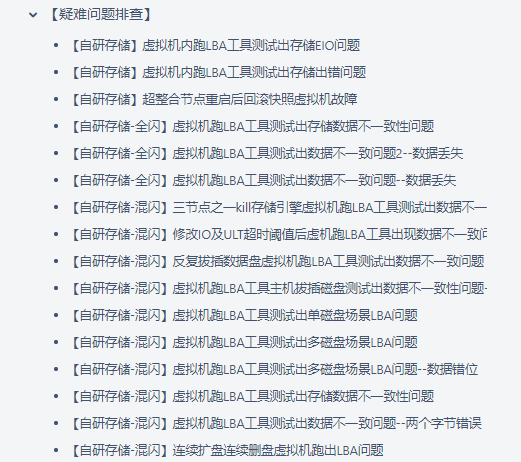 【疑难问题排查】
【自研存储】虚拟机内跑LBA工具测试出存储EIO问题
【自研存储】虚拟机内跑LBA工具测试出存储出错问题
【自研存储】超整合节点重启后回滚快照虚拟机故障
【自研存储-全闪】虚拟机跑LBA工具测试出存储数据不一致性问题
【自研存储-全闪】虚拟机跑LBA工具测试出数据不一致问题2--数据丢失
【自研存储-全闪】虚拟机跑LBA工具测试出数据不一致问题--数据丢失
【自研存储-混闪】三节点之一kill存储引擎虚拟机跑LBA工具测试出数据不一
【自研存储-混闪】修改IO及ULT超时阈值后虚机跑LBA工具出现数据不一致问
【自研存储-混闪】反复拔插数据盘虚拟机跑LBA工具测试出数据不一致问题
【自研存储-混闪】虚拟机跑LBA工具主机拔插磁盘测试出数据不一致性问题-
【自研存储-混闪】虚拟机跑LBA工具测试出单磁盘场景LBA问题
【自研存储-混闪】虚拟机跑LBA工具测试出多磁盘场景LBA问题
【自研存储-混闪】虚拟机跑LBA工具测试出多磁盘场景LBA问题--数据错位
【自研存储-混闪】虚拟机跑LBA工具测试出存储数据不一致性问题
【自研存储-混闪】虚拟机跑LBA工具测试出数据不一致问题--两个字节错误
【自研存储-混闪】连续扩盘连续删盘虚拟机跑出LBA问题